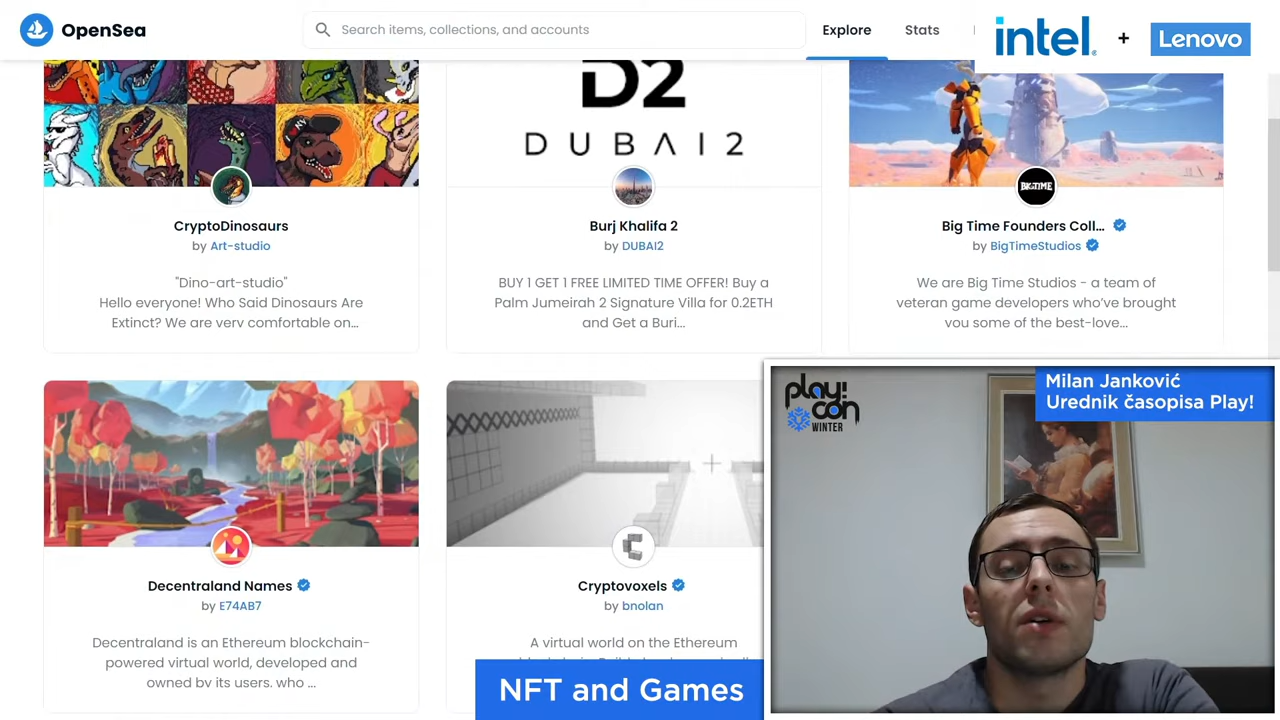 OpenSea
Search items, collections, and accounts
Explore
Stats
intel.
+
Lenovo
D2
DUBAI2
BIGTIME
CryptoDinosaurs
by Art-studio
"Dino-art-studio"
Hello everyone! Who Said Dinosaurs Are
Extinct? We are very comfortable on...
Burj Khalifa 2
by DUBAI2
BUY 1 GET 1 FREE LIMITED TIME OFFER! Buy a
Palm Jumeirah 2 Signature Villa for 0.2ETH
and Get a Burj...
Big Time Founders Coll...
by BigTimeStudios
We are Big Time Studios - a team of
veteran game developers who've brought
you some of the best-love...
Decentraland Names
by E74AB7
Decentraland is an Ethereum blockchain-
powered virtual world, developed and
owned by its users. who ...
Cryptovoxels
by bnolan
A virtual world on the Ethereum
play!
con
WINTER
Milan Janković
Urednik časopisa Play!
NFT and Games